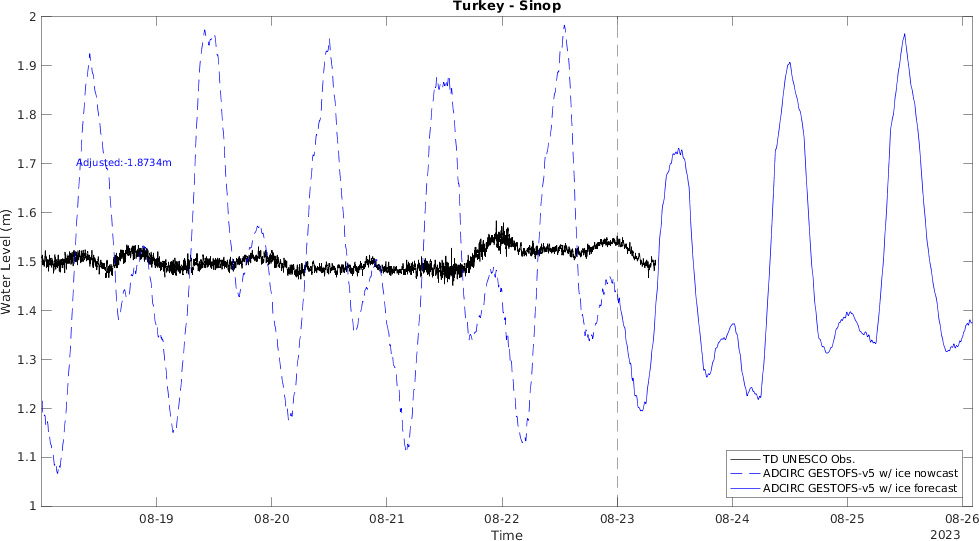 Turkey - Sinop
2
1.9
1.8
1.7
1.6
1.5
1.4
1.3
1.2
1.1
1
Water Level (m)
Adjusted:-1.8734m
TD UNESCO Obs.
ADCIRC GESTOFS-v5 w/ ice nowcast
ADCIRC GESTOFS-v5 w/ ice forecast
08-19 08-20 08-21 08-22 08-23 08-24 08-25 08-26
Time
2023